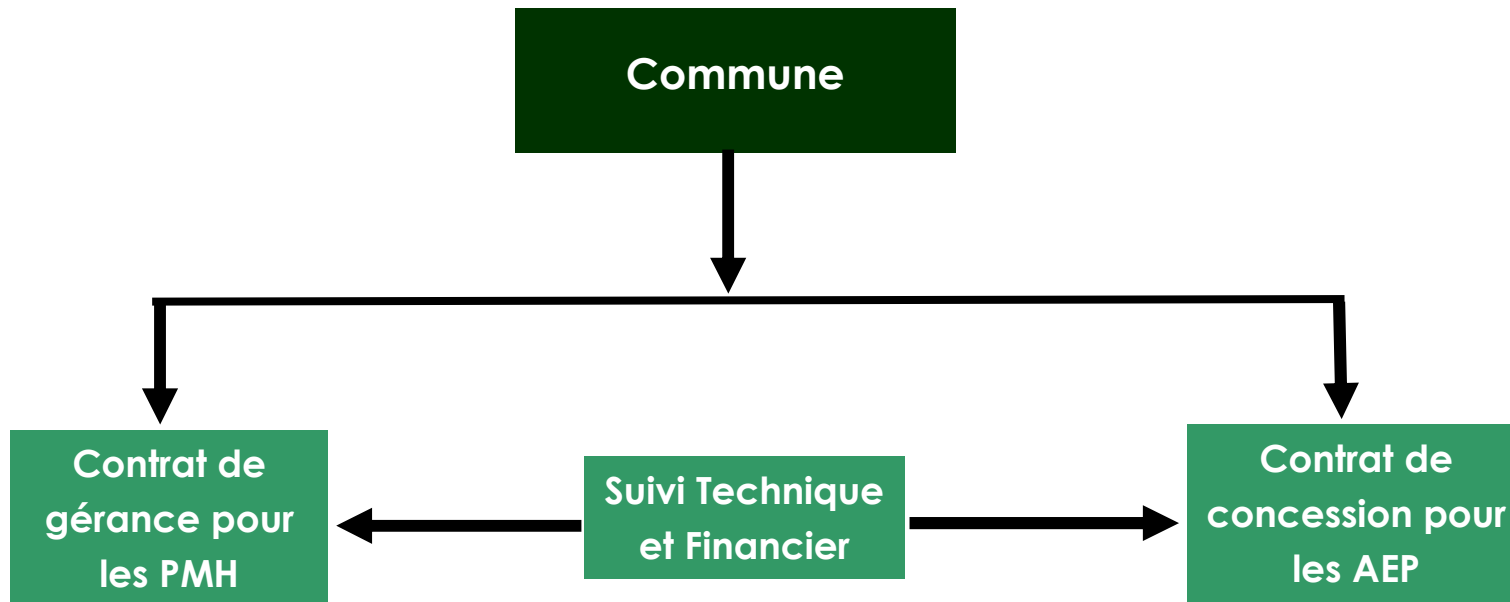 Commune
Contrat de
gérance pour
les PMH
Suivi Technique
et Financier
Contrat de
concession pour
les AEP